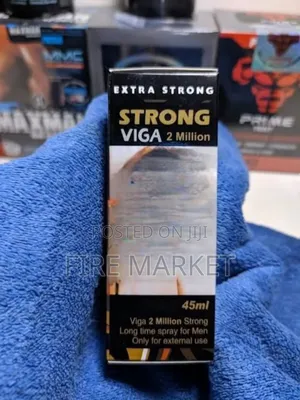 MMC
MAXMAN
PRIME
EXTRA STRONG
STRONG
VIGA 2 Million
POSTED ON JIJI
FIRE MARKET
45ml
Viga 2 Million Strong
Long time spray for Men
Only for external use